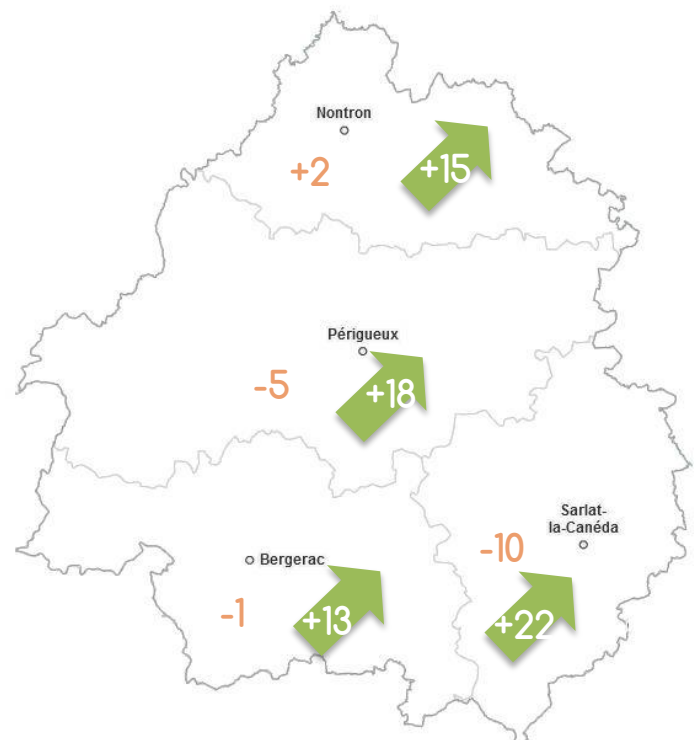 Nontron
+2
+15
Périgueux
-5
+18
Sarlat-
la-Canéda
-10
Bergerac
-1
+13
+22